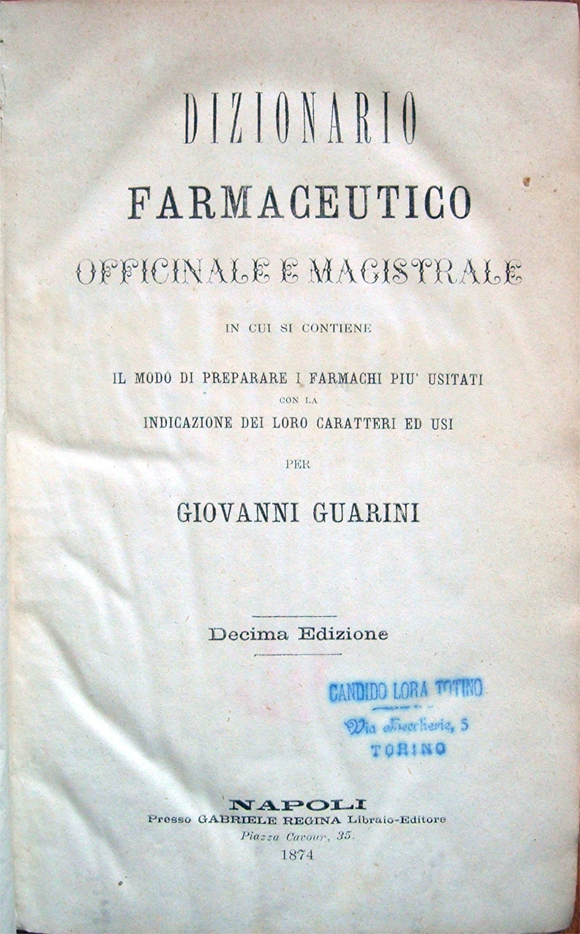 DIZIONARIO
FARMACEUTICO
OFFICINALE E MAGISTRALE
IN CUI SI CONTIENE
IL MODO DI PREPARARE I FARMACHI PIU' USITATI
CON LA
INDICAZIONE DEI LORO CARATTERI ED USI
PER
GIOVANNI GUARINI
Decima Edizione
CANDIDO LORA TOTINO
Via 5
TORINO
NAPOLI
Presso GABRIELE REGINA Libraio-Editore
Piazza Cavour, 35.
1874